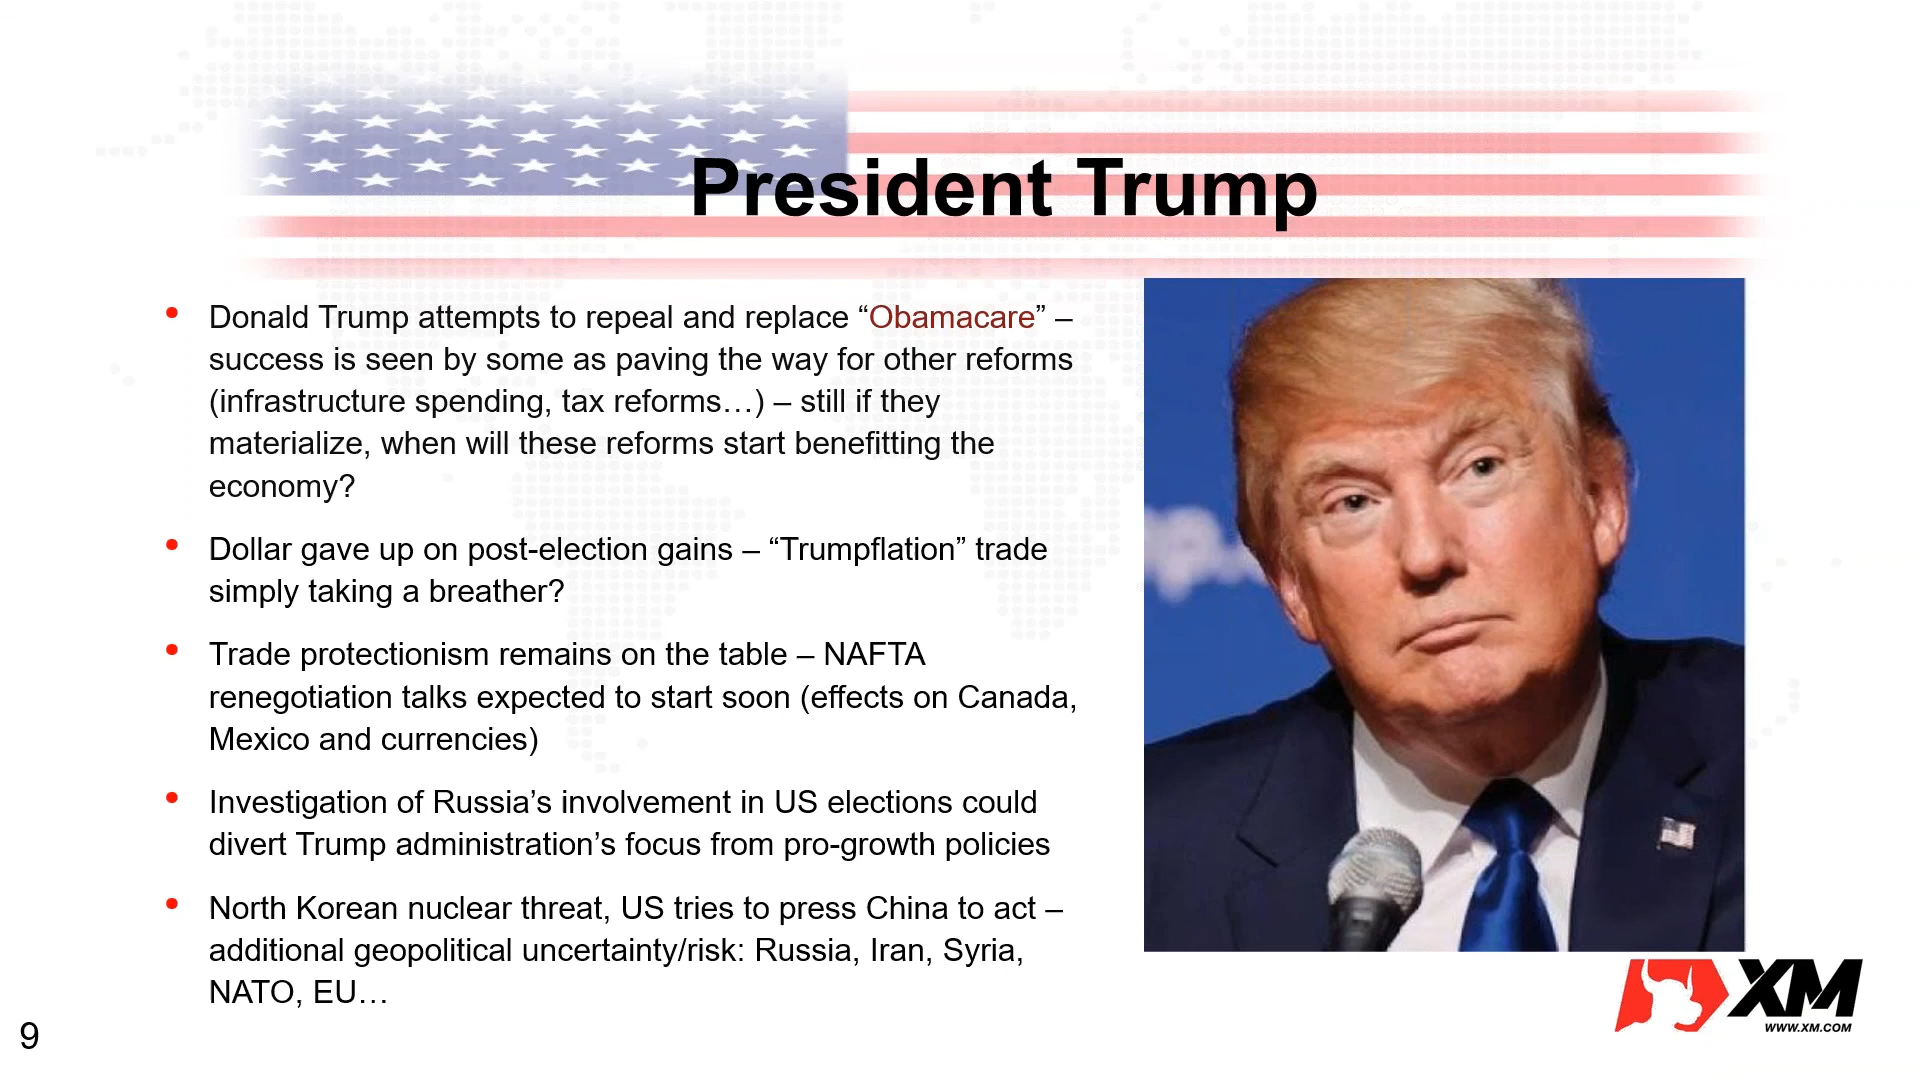 President Trump
• Donald Trump attempts to repeal and replace “Obamacare” –
success is seen by some as paving the way for other reforms
(infrastructure spending, tax reforms…) – still if they
materialize, when will these reforms start benefitting the
economy?
• Dollar gave up on post-election gains – “Trumpflation” trade
simply taking a breather?
• Trade protectionism remains on the table – NAFTA
renegotiation talks expected to start soon (effects on Canada,
Mexico and currencies)
• Investigation of Russia’s involvement in US elections could
divert Trump administration’s focus from pro-growth policies
• North Korean nuclear threat, US tries to press China to act –
additional geopolitical uncertainty/risk: Russia, Iran, Syria,
NATO, EU…
XM
WWW.XM.COM
9